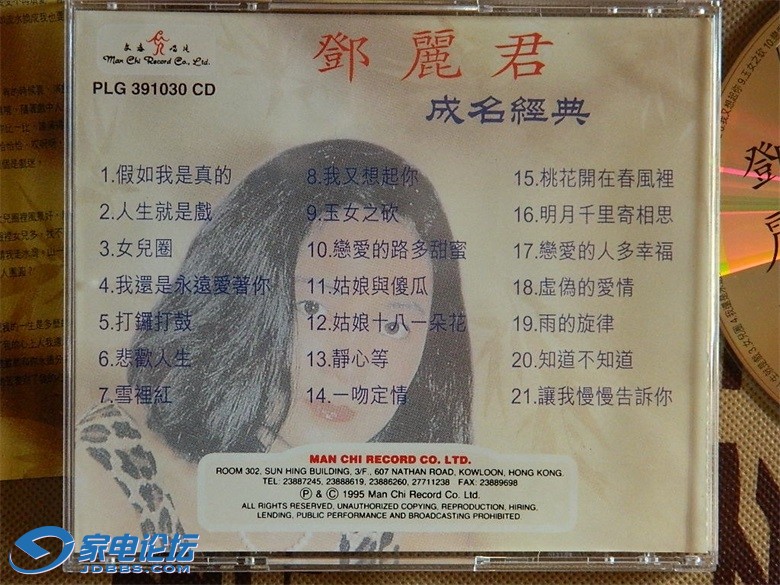 文志唱片
Man Chi Record Co., Ltd.
PLG 391030 CD
鄧麗君
成名經典
1.假如我是真的
2.人生就是戲
3.女兒圈
4.我還是永遠愛著你
5.打鑼打鼓
6.悲歡人生
7.雪裡紅
8.我又想起你
9.玉女之砍
10.戀愛的路多甜蜜
11.姑娘與傻瓜
12.姑娘十八一朵花
13.靜心等
14.一吻定情
15.桃花開在春風裡
16.明月千里寄相思
17.戀愛的人多幸福
18.虛偽的愛情
19.雨的旋律
20.知道不知道
21.讓我慢慢告訴你
MAN CHI RECORD CO. LTD.
ROOM 302, SUN HING BUILDING, 3/F., 607 NATHAN ROAD, KOWLOON, HONG KONG.
TEL: 23887245, 23888619, 23886260, 27711238 FAX: 23889698
Ⓟ & © 1995 Man Chi Record Co. Ltd.
ALL RIGHTS RESERVED, UNAUTHORIZED COPYING, REPRODUCTION, HIRING,
LENDING, PUBLIC PERFORMANCE AND BROADCASTING PROHIBITED.
鄧麗
家电论坛
JDBBS.COM